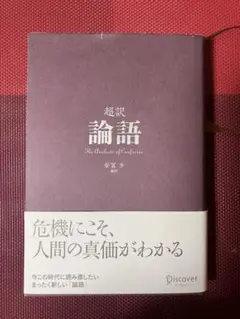 超訳
論語
The Analects of Confucius
安冨 歩
編訳
危機にこそ、
人間の真価がわかる
今この時代に読み直したい
まったく新しい「論語」
Discover